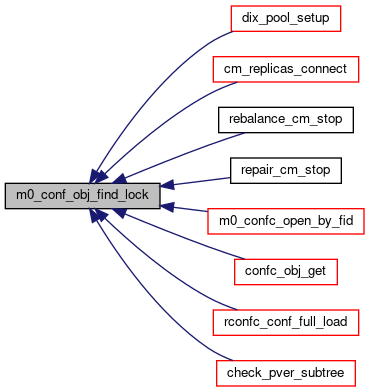 dix_pool_setup
cm_replicas_connect
rebalance_cm_stop
repair_cm_stop
m0_conf_obj_find_lock
m0_confc_open_by_fid
confc_obj_get
rconfc_conf_full_load
check_pver_subtree